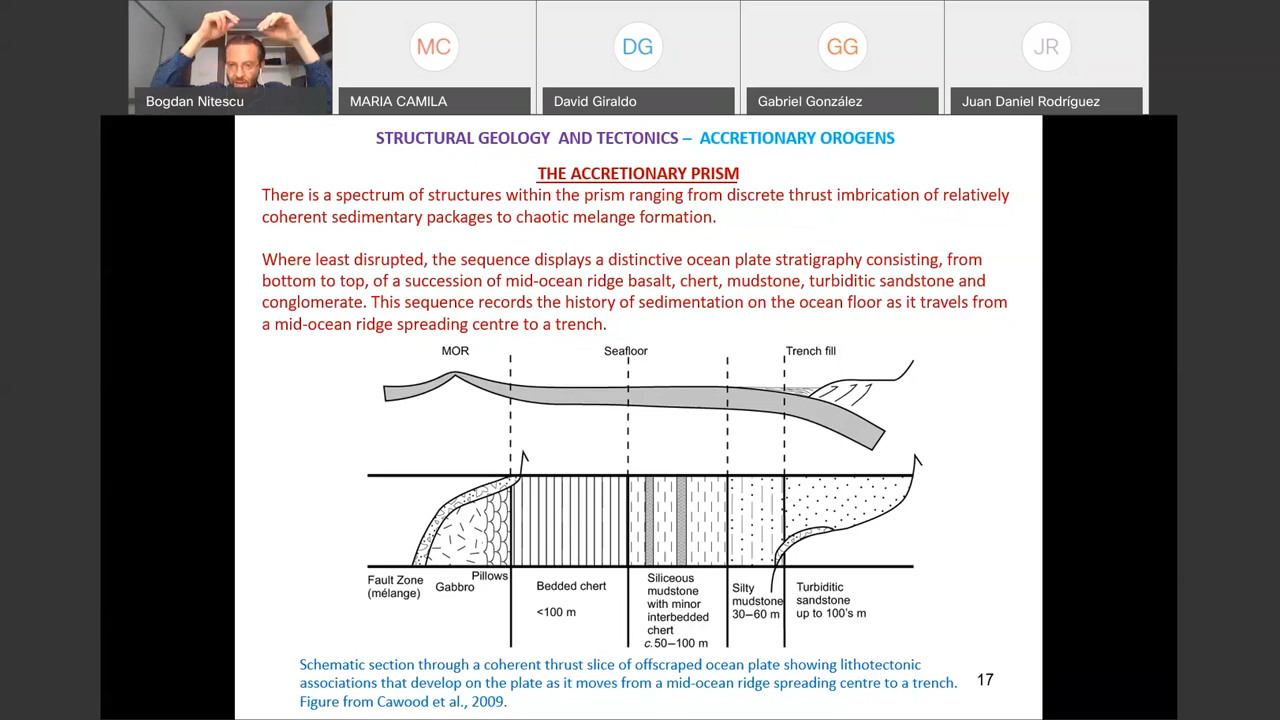 MC
DG
GG
JR
Bogdan Nitescu
MARIA CAMILA
David Giraldo
Gabriel González
Juan Daniel Rodríguez
STRUCTURAL GEOLOGY AND TECTONICS – ACCRETIONARY OROGENS
THE ACCRETIONARY PRISM
There is a spectrum of structures within the prism ranging from discrete thrust imbrication of relatively
coherent sedimentary packages to chaotic melange formation.
Where least disrupted, the sequence displays a distinctive ocean plate stratigraphy consisting, from
bottom to top, of a succession of mid-ocean ridge basalt, chert, mudstone, turbiditic sandstone and
conglomerate. This sequence records the history of sedimentation on the ocean floor as it travels from
a mid-ocean ridge spreading centre to a trench.
MOR
Seafloor
Trench fill
Fault Zone
(mélange)
Gabbro
Pillows
Bedded chert
<100 m
Siliceous
mudstone
with minor
interbedded
chert
c. 50–100 m
Silty
mudstone
30–60 m
Turbiditic
sandstone
up to 100's m
Schematic section through a coherent thrust slice of offscraped ocean plate showing lithotectonic
associations that develop on the plate as it moves from a mid-ocean ridge spreading centre to a trench.
Figure from Cawood et al., 2009.
17